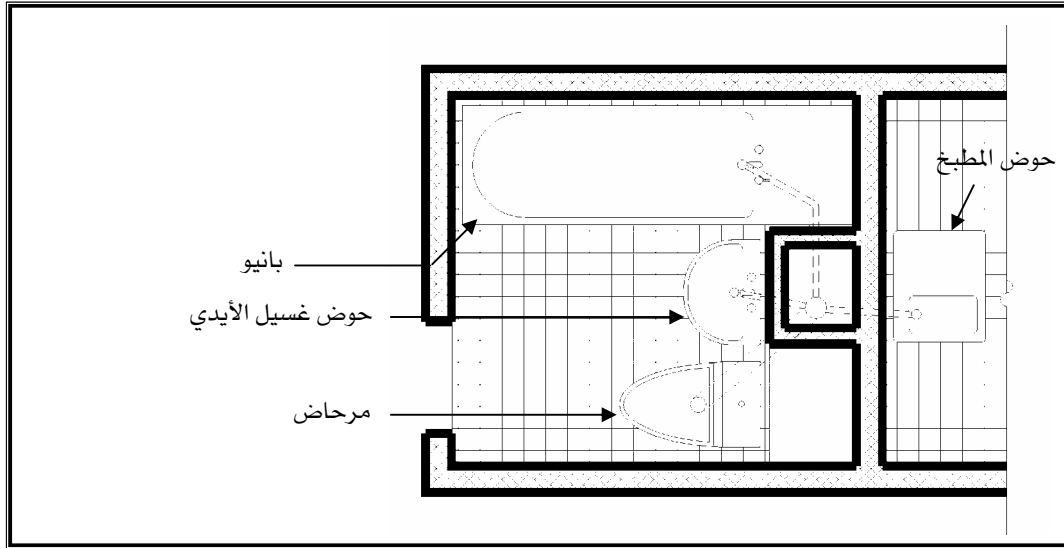 حوض المطبخ
بانيو
حوض غسيل الأيدي
مرحاض